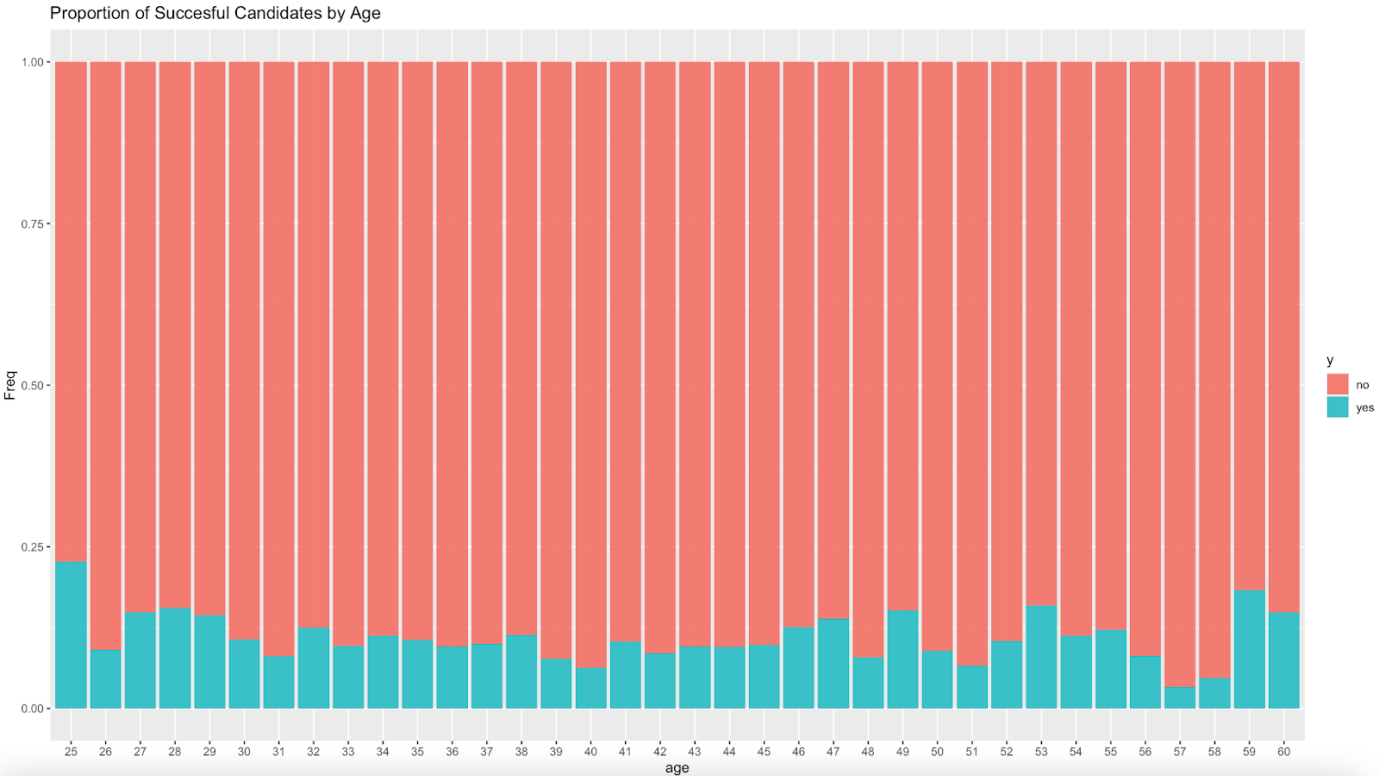 Proportion of Succesful Candidates by Age
1.00
0.75
0.50
0.25
0.00
Freq
25 26 27 28 29 30 31 32 33 34 35 36 37 38 39 40 41 42 43 44 45 46 47 48 49 50 51 52 53 54 55 56 57 58 59 60
age
y
no
yes